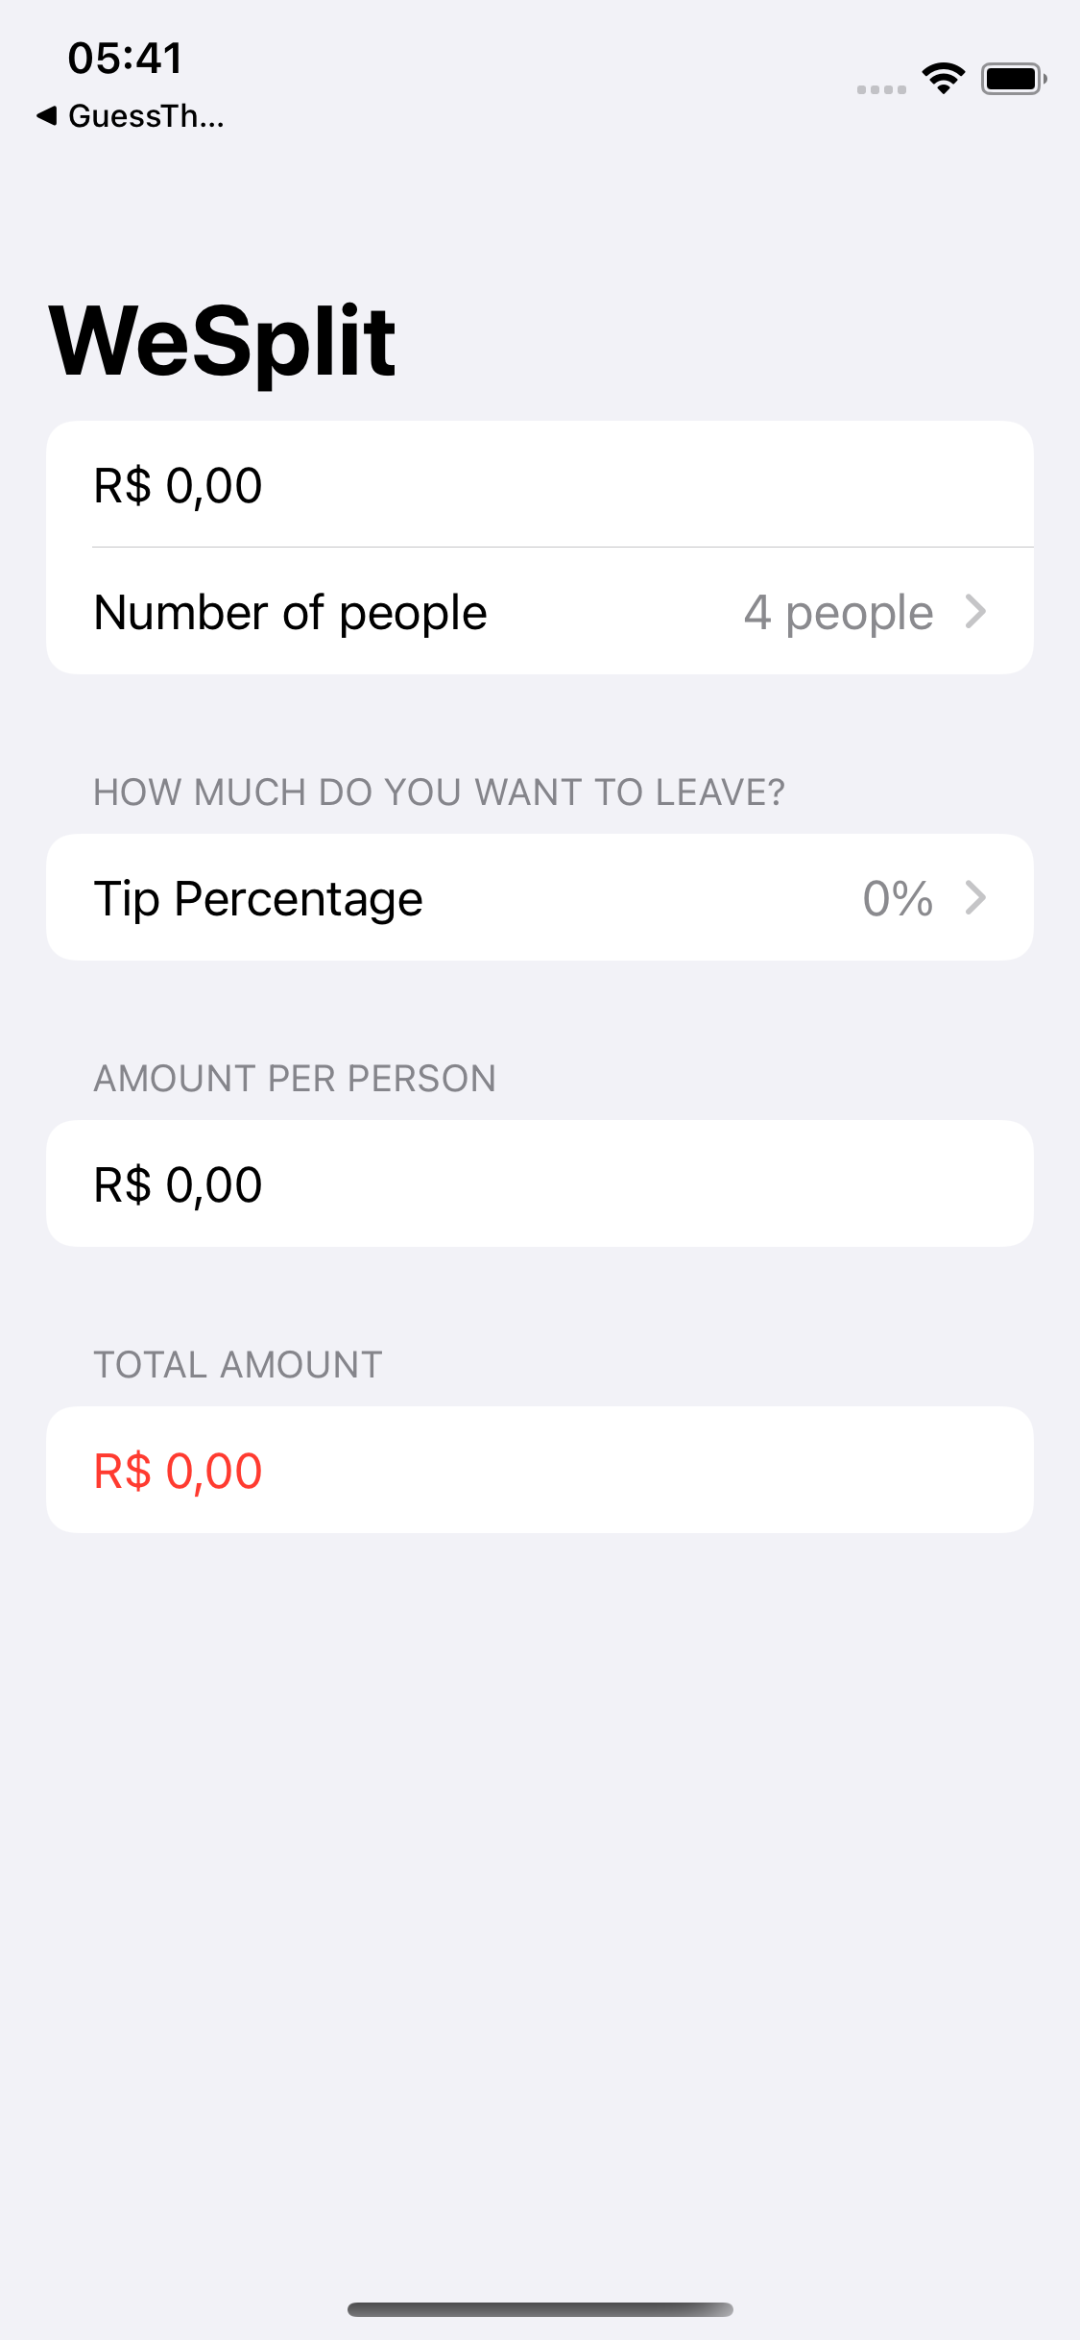 05:41
◀ GuessTh...
WeSplit
R$ 0,00
Number of people 4 people
HOW MUCH DO YOU WANT TO LEAVE?
Tip Percentage 0%
AMOUNT PER PERSON
R$ 0,00
TOTAL AMOUNT
R$ 0,00